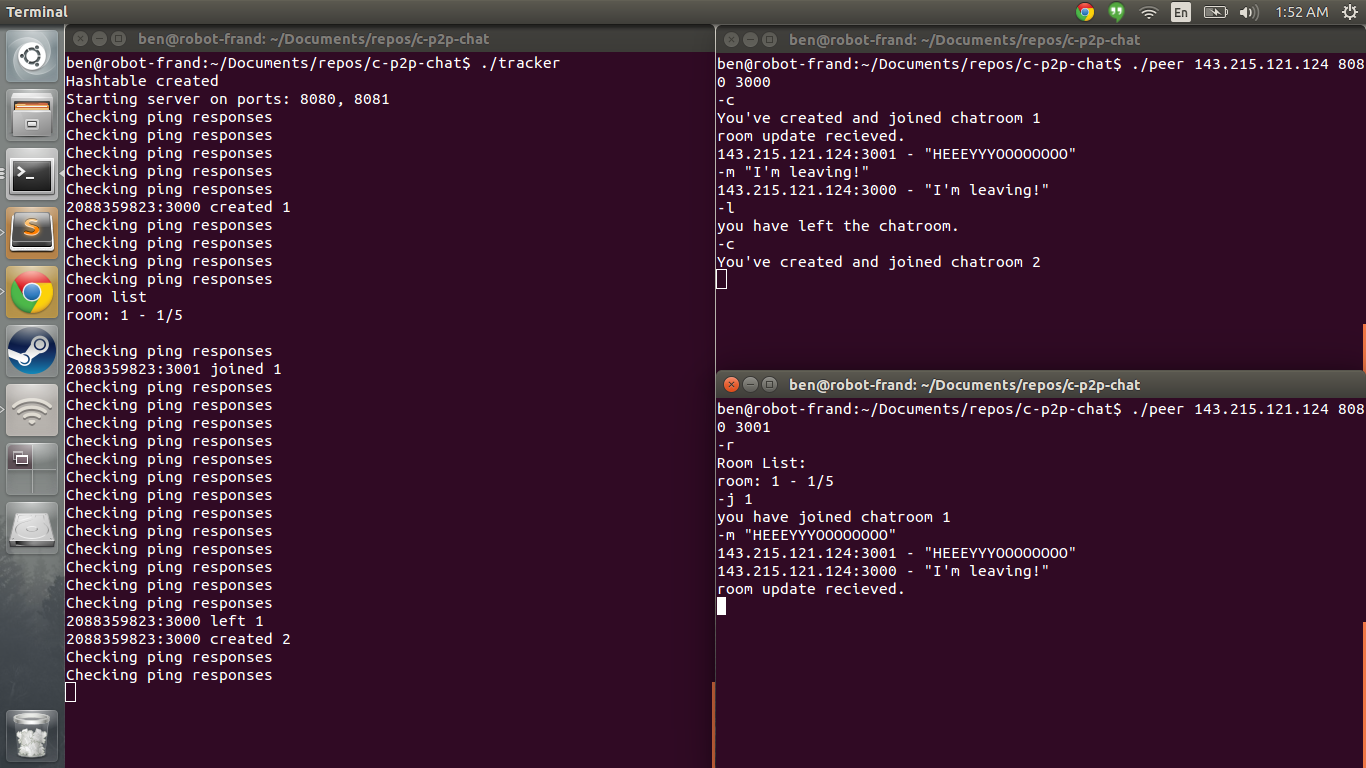 Terminal
En
1:52 AM
ben@robot-frand: ~/Documents/repos/c-p2p-chat
ben@robot-frand:~/Documents/repos/c-p2p-chat$ ./tracker
Hashtable created
Starting server on ports: 8080, 8081
Checking ping responses
Checking ping responses
Checking ping responses
Checking ping responses
Checking ping responses
2088359823:3000 created 1
Checking ping responses
Checking ping responses
Checking ping responses
Checking ping responses
room list
room: 1 - 1/5
Checking ping responses
2088359823:3001 joined 1
Checking ping responses
Checking ping responses
Checking ping responses
Checking ping responses
Checking ping responses
Checking ping responses
Checking ping responses
Checking ping responses
Checking ping responses
Checking ping responses
Checking ping responses
Checking ping responses
Checking ping responses
2088359823:3000 left 1
2088359823:3000 created 2
Checking ping responses
Checking ping responses
ben@robot-frand: ~/Documents/repos/c-p2p-chat
ben@robot-frand:~/Documents/repos/c-p2p-chat$ ./peer 143.215.121.124 808
0 3000
-c
You've created and joined chatroom 1
room update recieved.
143.215.121.124:3001 - "HEEEYYYOOOOOOOO"
-m "I'm leaving!"
143.215.121.124:3000 - "I'm leaving!"
-l
you have left the chatroom.
-c
You've created and joined chatroom 2
ben@robot-frand: ~/Documents/repos/c-p2p-chat
ben@robot-frand:~/Documents/repos/c-p2p-chat$ ./peer 143.215.121.124 808
0 3001
-r
Room List:
room: 1 - 1/5
-j 1
you have joined chatroom 1
-m "HEEEYYYOOOOOOOO"
143.215.121.124:3001 - "HEEEYYYOOOOOOOO"
143.215.121.124:3000 - "I'm leaving!"
room update recieved.